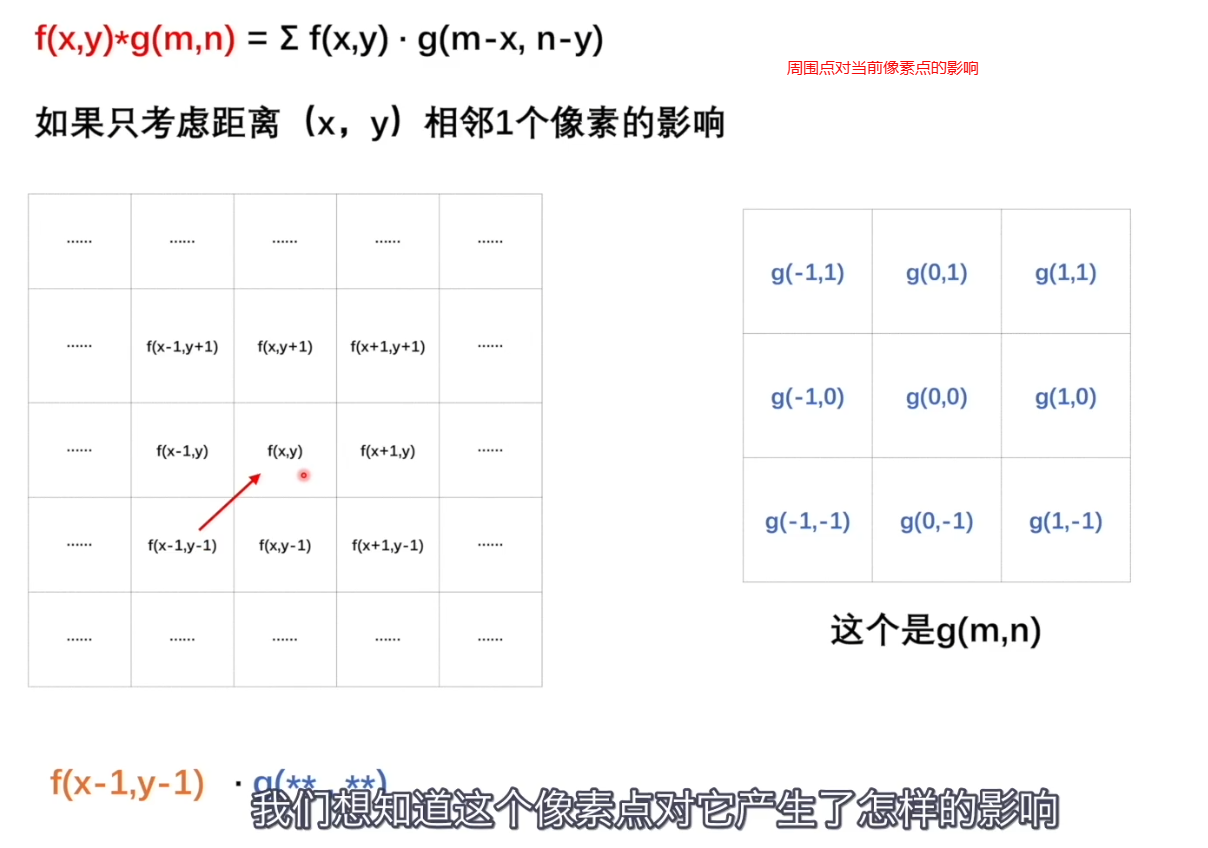 f(x,y)*g(m,n) = Σ f(x,y) · g(m-x, n-y)
周围点对当前像素点的影响
如果只考虑距离（x，y）相邻1个像素的影响
...... ...... ...... ...... ......
...... f(x-1,y+1) f(x,y+1) f(x+1,y+1) ......
...... f(x-1,y) f(x,y) f(x+1,y) ......
...... f(x-1,y-1) f(x,y-1) f(x+1,y-1) ......
...... ...... ...... ...... ......
g(-1,1) g(0,1) g(1,1)
g(-1,0) g(0,0) g(1,0)
g(-1,-1) g(0,-1) g(1,-1)
这个是g(m,n)
f(x-1,y-1) · g(** , **)
我们想知道这个像素点对它产生了怎样的影响